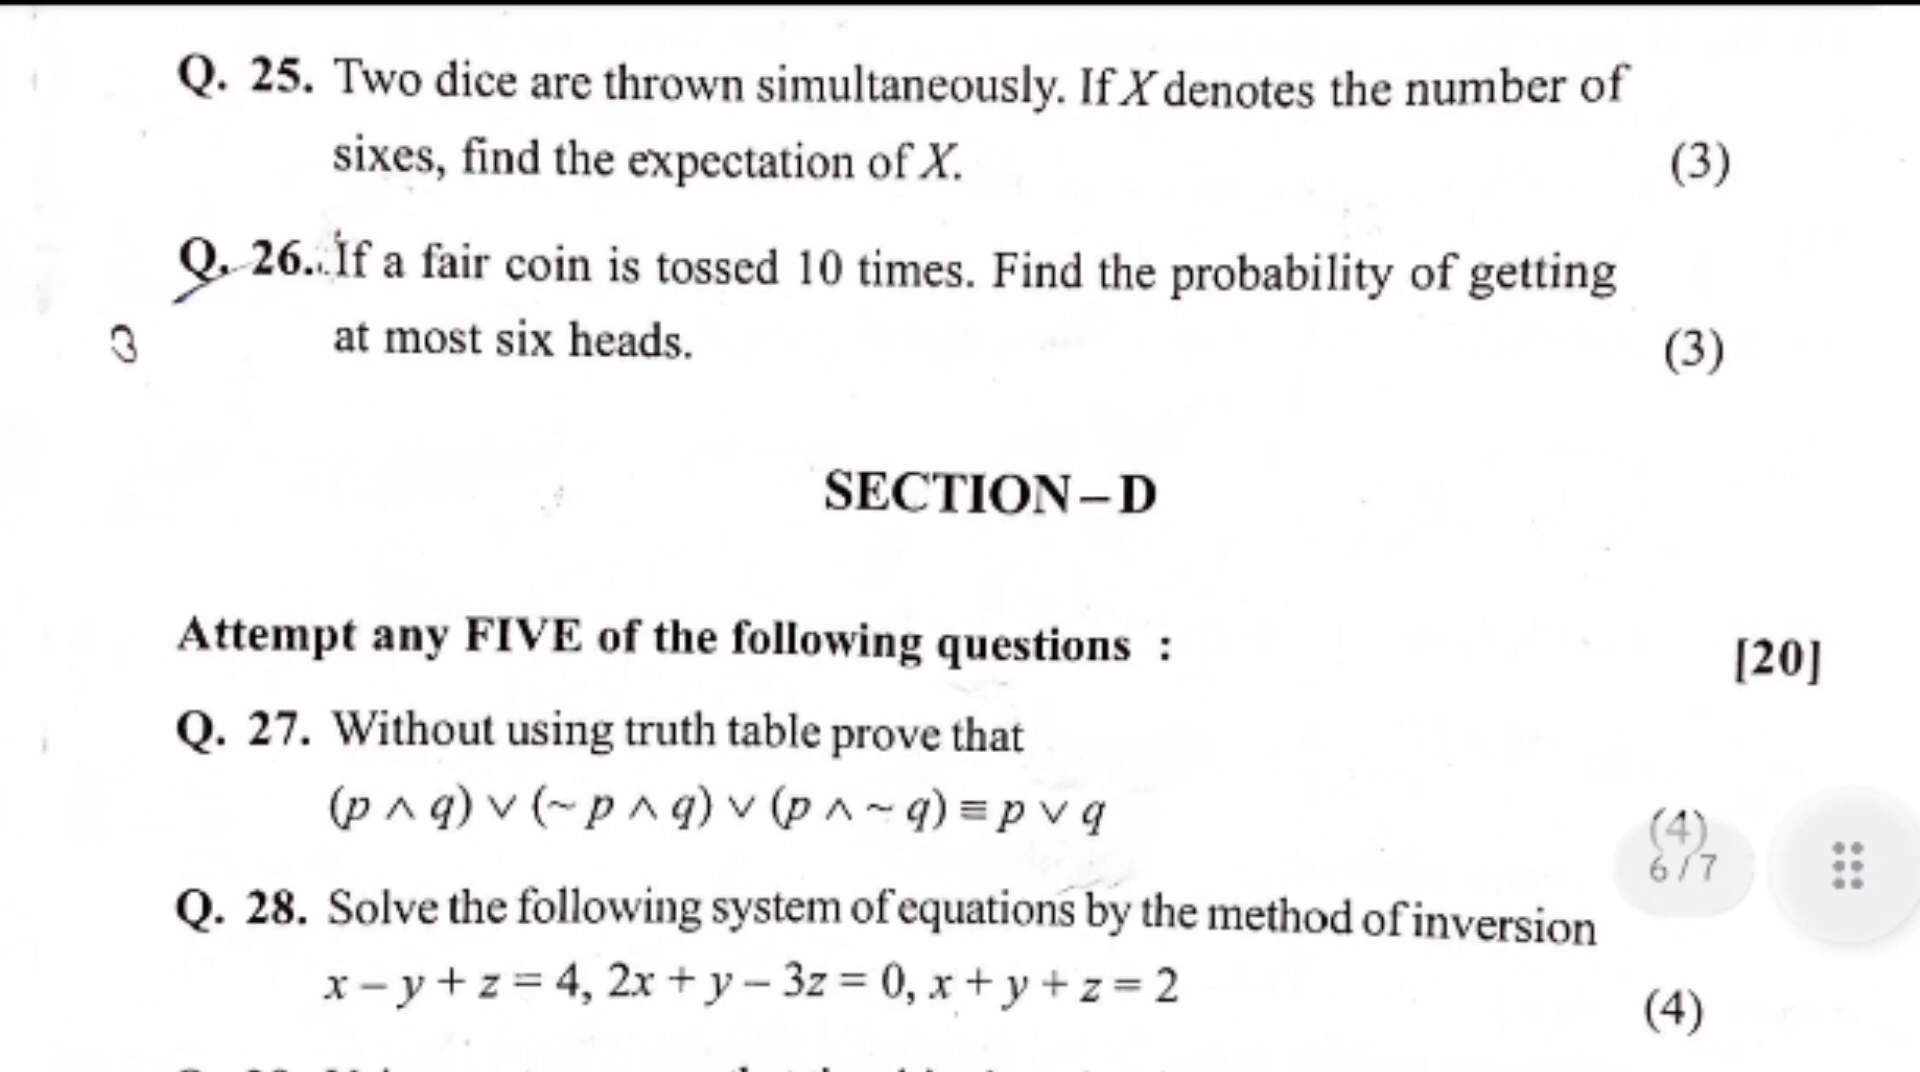 Q. 25. Two dice are thrown simultaneously. If X denotes the number of
sixes, find the expectation of X. (3)
Q. 26. If a fair coin is tossed 10 times. Find the probability of getting
3 at most six heads. (3)
SECTION – D
Attempt any FIVE of the following questions : [20]
Q. 27. Without using truth table prove that
(p ∧ q) ∨ (~ p ∧ q) ∨ (p ∧ ~ q) ≡ p ∨ q (4)
6 / 7
Q. 28. Solve the following system of equations by the method of inversion
x – y + z = 4, 2x + y – 3z = 0, x + y + z = 2 (4)